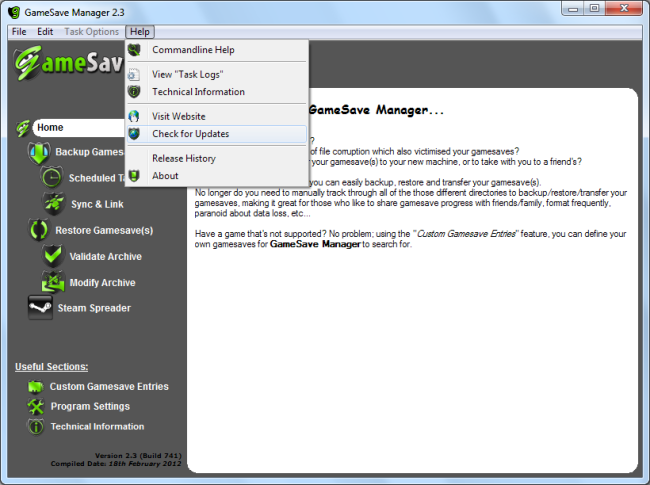 GameSave Manager 2.3
File Edit Task Options Help
ameSav
Commandline Help
View "Task Logs"
Technical Information
Visit Website
Check for Updates
Release History
About
Home
Backup Games
Scheduled Ta
Sync & Link
Restore Gamesave(s)
Validate Archive
Modify Archive
Steam Spreader
Useful Sections:
Custom Gamesave Entries
Program Settings
Technical Information
Version 2.3 (Build 741)
Compiled Date: 18th February 2012
GameSave Manager...
?
of file corruption which also victimised your gamesaves?
your gamesave(s) to your new machine, or to take with you to a friend's?
you can easily backup, restore and transfer your gamesave(s).
No longer do you need to manually track through all of those different directories to backup/restore/transfer your
gamesaves, making it great for those who like to share gamesave progress with friends/family, format frequently,
paranoid about data loss, etc...
Have a game that's not supported? No problem; using the "Custom Gamesave Entries" feature, you can define your
own gamesaves for GameSave Manager to search for.